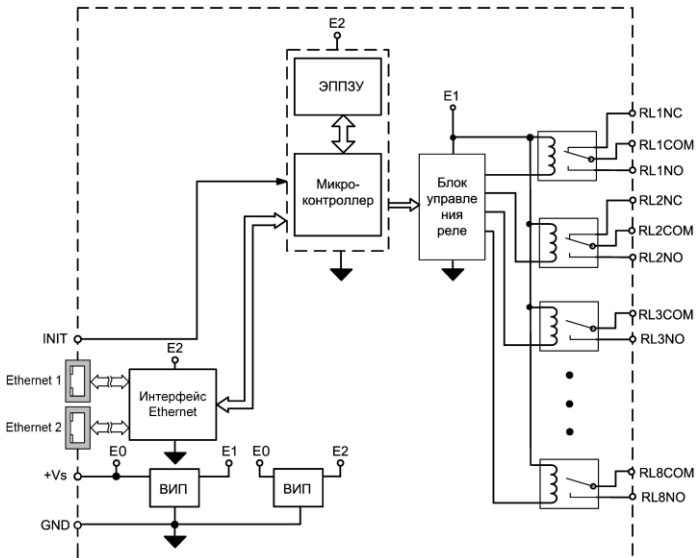 E2
ЭППЗУ
E1
RL1NC
RL1COM
RL1NO
Микро-
контроллер
Блок
управле
ния
реле
RL2NC
RL2COM
RL2NO
RL3COM
RL3NO
INIT
E2
Ethernet 1
Интерфейс
Ethernet
Ethernet 2
E0
E1
E0
E2
+Vs
ВИП
ВИП
RL8COM
RL8NO
GND